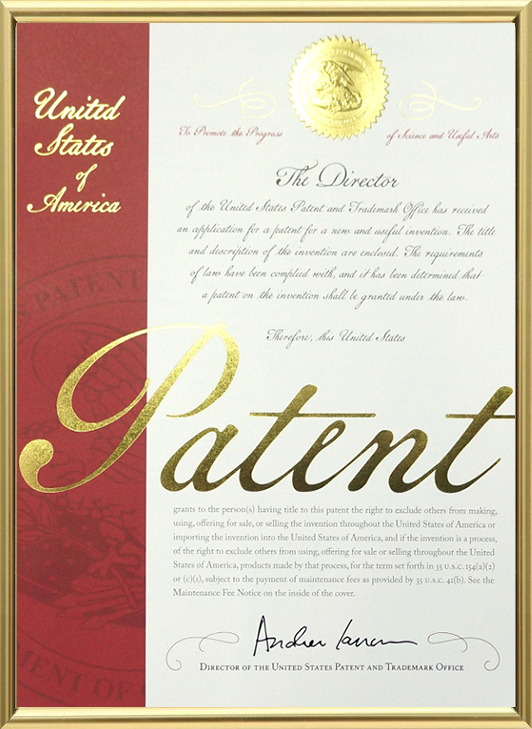 United
States
of
America
To Promote the Progress
of Science and Useful Arts
The Director
of the United States Patent and Trademark Office has received
an application for a patent for a new and useful invention. The title
and description of the invention are enclosed. The requirements
of law have been complied with, and it has been determined that
a patent on the invention shall be granted under the law.
Therefore, this United States
Patent
grants to the person(s) having title to this patent the right to exclude others from making,
using, offering for sale, or selling the invention throughout the United States of America or
importing the invention into the United States of America, and if the invention is a process,
of the right to exclude others from using, offering for sale or selling throughout the United
States of America, products made by that process, for the term set forth in 35 U.S.C. 154(a)(2)
or (c)(1), subject to the payment of maintenance fees as provided by 35 U.S.C. 41(b). See the
Maintenance Fee Notice on the inside of the cover.
Andrei Iancu
DIRECTOR OF THE UNITED STATES PATENT AND TRADEMARK OFFICE